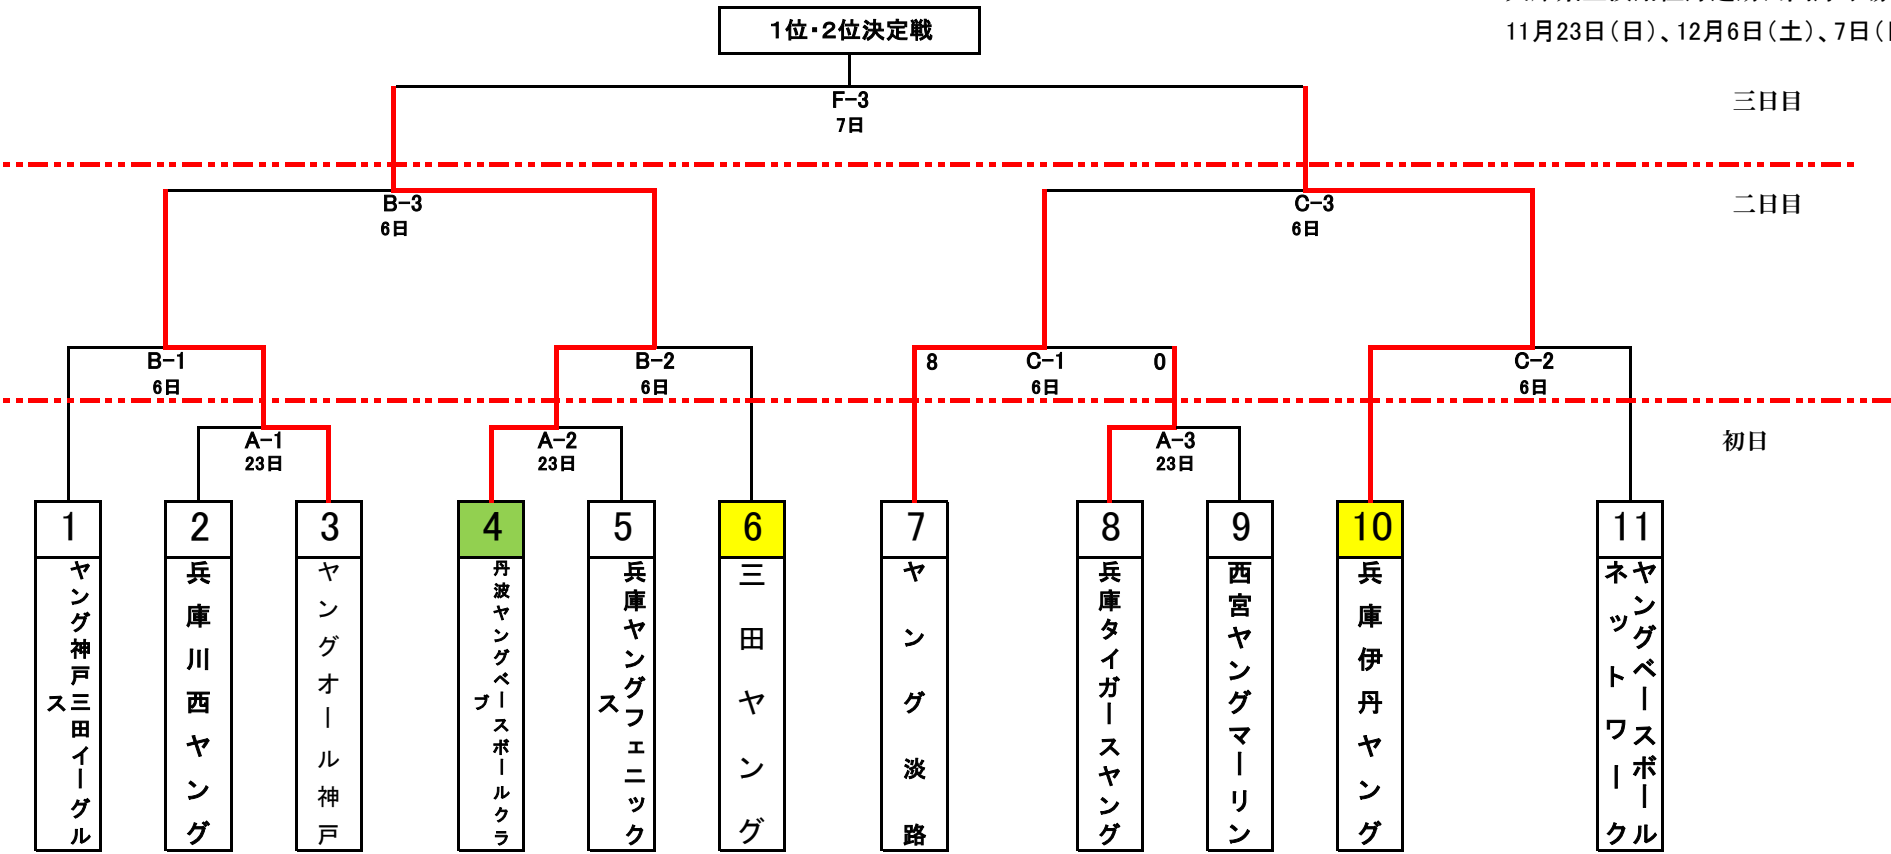 1位・2位決定戦
11月23日（日）、12月6日（土）、7日（
F-3
7日
三日目
B-3
6日
C-3
6日
二日目
B-1
6日
B-2
6日
8
C-1
6日
0
C-2
6日
A-1
23日
A-2
23日
A-3
23日
初日
1
2
3
4
5
6
7
8
9
10
11
ヤング神戸三田イーグル
ス
兵庫川西ヤング
ヤングオール神戸
丹波ヤングベースボールクラ
ブ
兵庫ヤングフェニック
ス
三田ヤング
ヤング淡路
兵庫タイガースヤング
西宮ヤングマーリン
兵庫伊丹ヤング
ヤングベースボール
ネットワーク